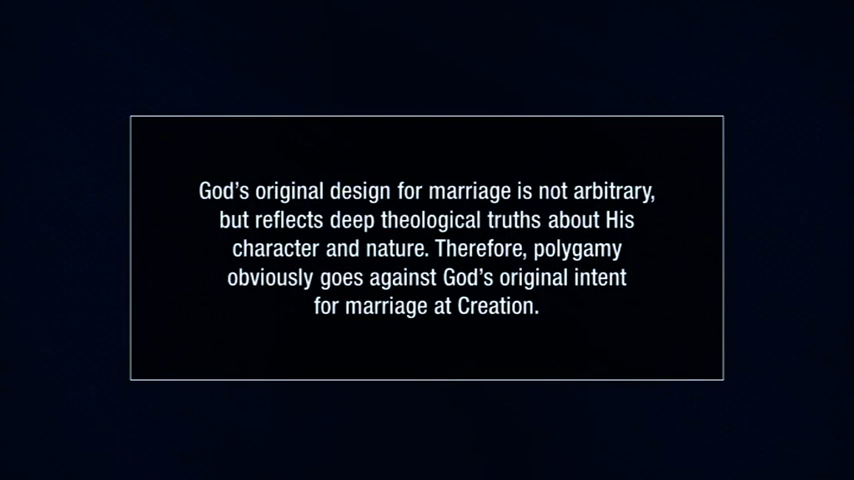 God's original design for marriage is not arbitrary,
but reflects deep theological truths about His
character and nature. Therefore, polygamy
obviously goes against God's original intent
for marriage at Creation.